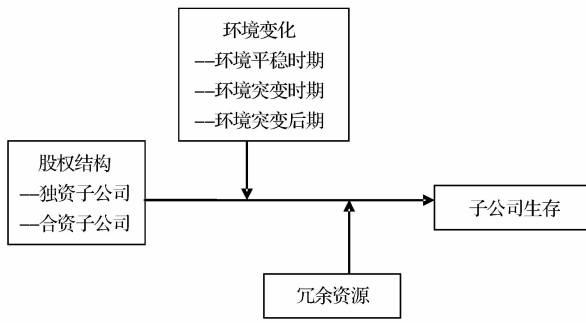 环境变化
—环境平稳时期
—环境突变时期
—环境突变后期
股权结构
—独资子公司
—合资子公司
子公司生存
冗余资源